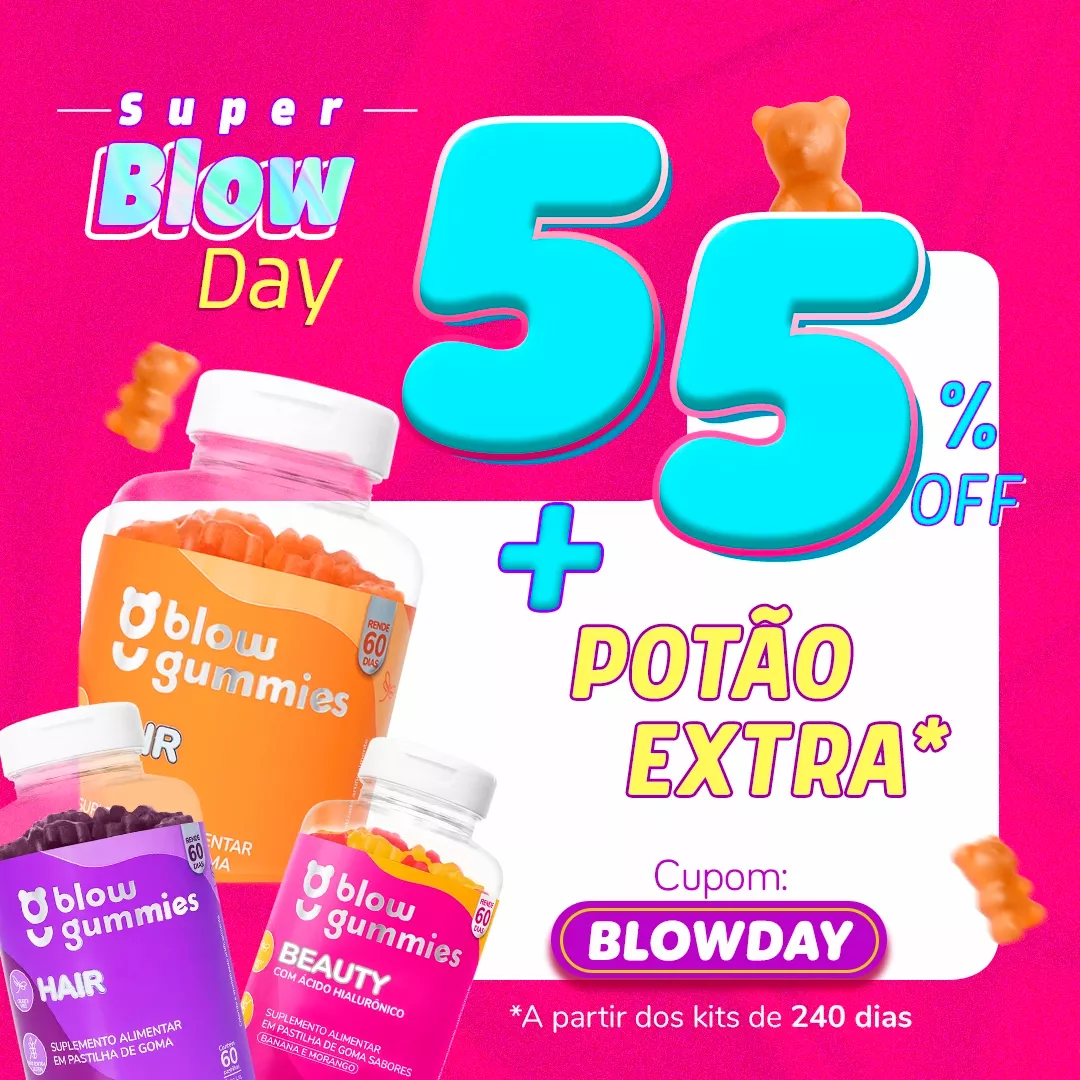 Super
Blow
Day
55
%
OFF
+
POTÃO
EXTRA*
Cupom:
BLOWDAY
*A partir dos kits de 240 dias
blow
gummies
RENDE
60
DIAS
blow
gummies
HAIR
RENDE
60
DIAS
SUPLEMENTO ALIMENTAR
EM PASTILHA DE GOMA
60
blow
gummies
RENDE
60
DIAS
BEAUTY
COM ÁCIDO HIALURÔNICO
SUPLEMENTO ALIMENTAR
EM PASTILHA DE GOMA SABORES
BANANA E MORANGO